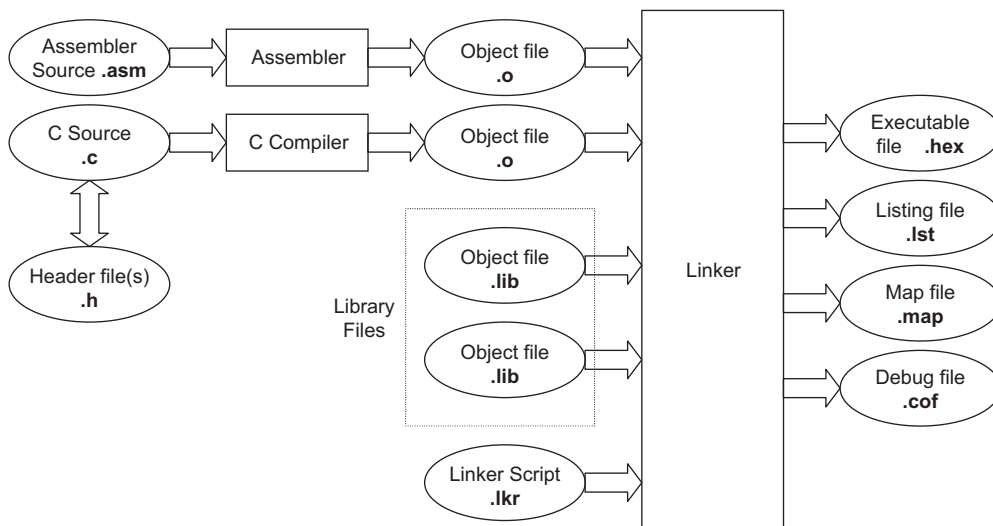 Assembler
Source .asm
Assembler
Object file
.o
C Source
.c
C Compiler
Object file
.o
Header file(s)
.h
Library
Files
Object file
.lib
Object file
.lib
Linker Script
.lkr
Linker
Executable
file .hex
Listing file
.lst
Map file
.map
Debug file
.cof